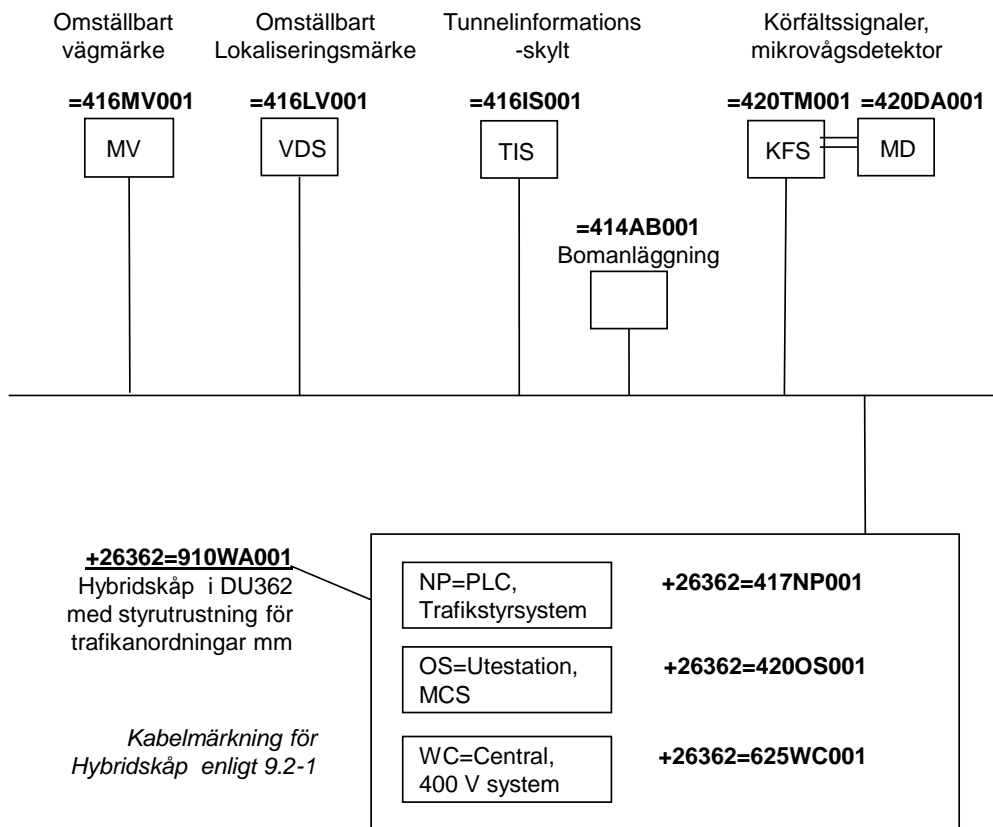 Omställbart
vägmärke
Omställbart
Lokaliseringsmärke
Tunnelinformations
-skylt
Körfältssignaler,
mikrovågsdetektor
=416MV001
=416LV001
=416IS001
=420TM001 =420DA001
MV
VDS
TIS
KFS
MD
=414AB001
Bomanläggning
+26362=910WA001
Hybridskåp i DU362
med styrutrustning för
trafikanordningar mm
Kabelmärkning för
Hybridskåp enligt 9.2-1
NP=PLC,
Trafikstyrsystem
+26362=417NP001
OS=Utestation,
MCS
+26362=420OS001
WC=Central,
400 V system
+26362=625WC001